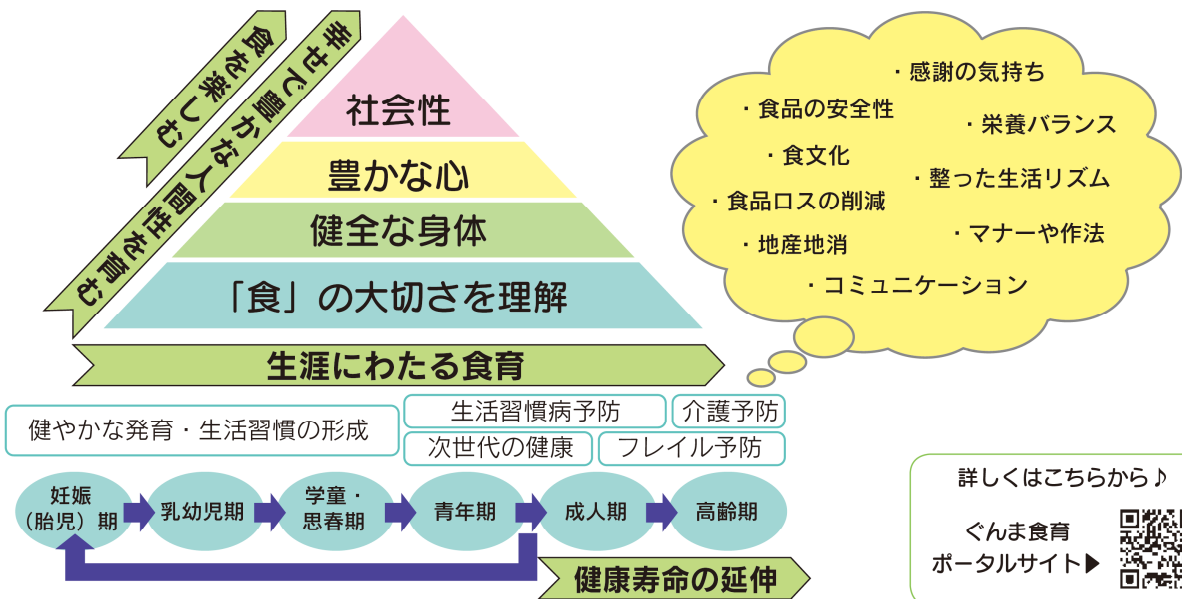 食を楽しむ
幸せで豊かな人間性を育む
社会性
豊かな心
健全な身体
「食」の大切さを理解
生涯にわたる食育
・感謝の気持ち
・食品の安全性
・栄養バランス
・食文化
・整った生活リズム
・食品ロスの削減
・マナーや作法
・地産地消
・コミュニケーション
健やかな発育・生活習慣の形成
生活習慣病予防
介護予防
次世代の健康
フレイル予防
妊娠
（胎児）期
乳幼児期
学童・
思春期
青年期
成人期
高齢期
健康寿命の延伸
詳しくはこちらから♪
ぐんま食育
ポータルサイト▶